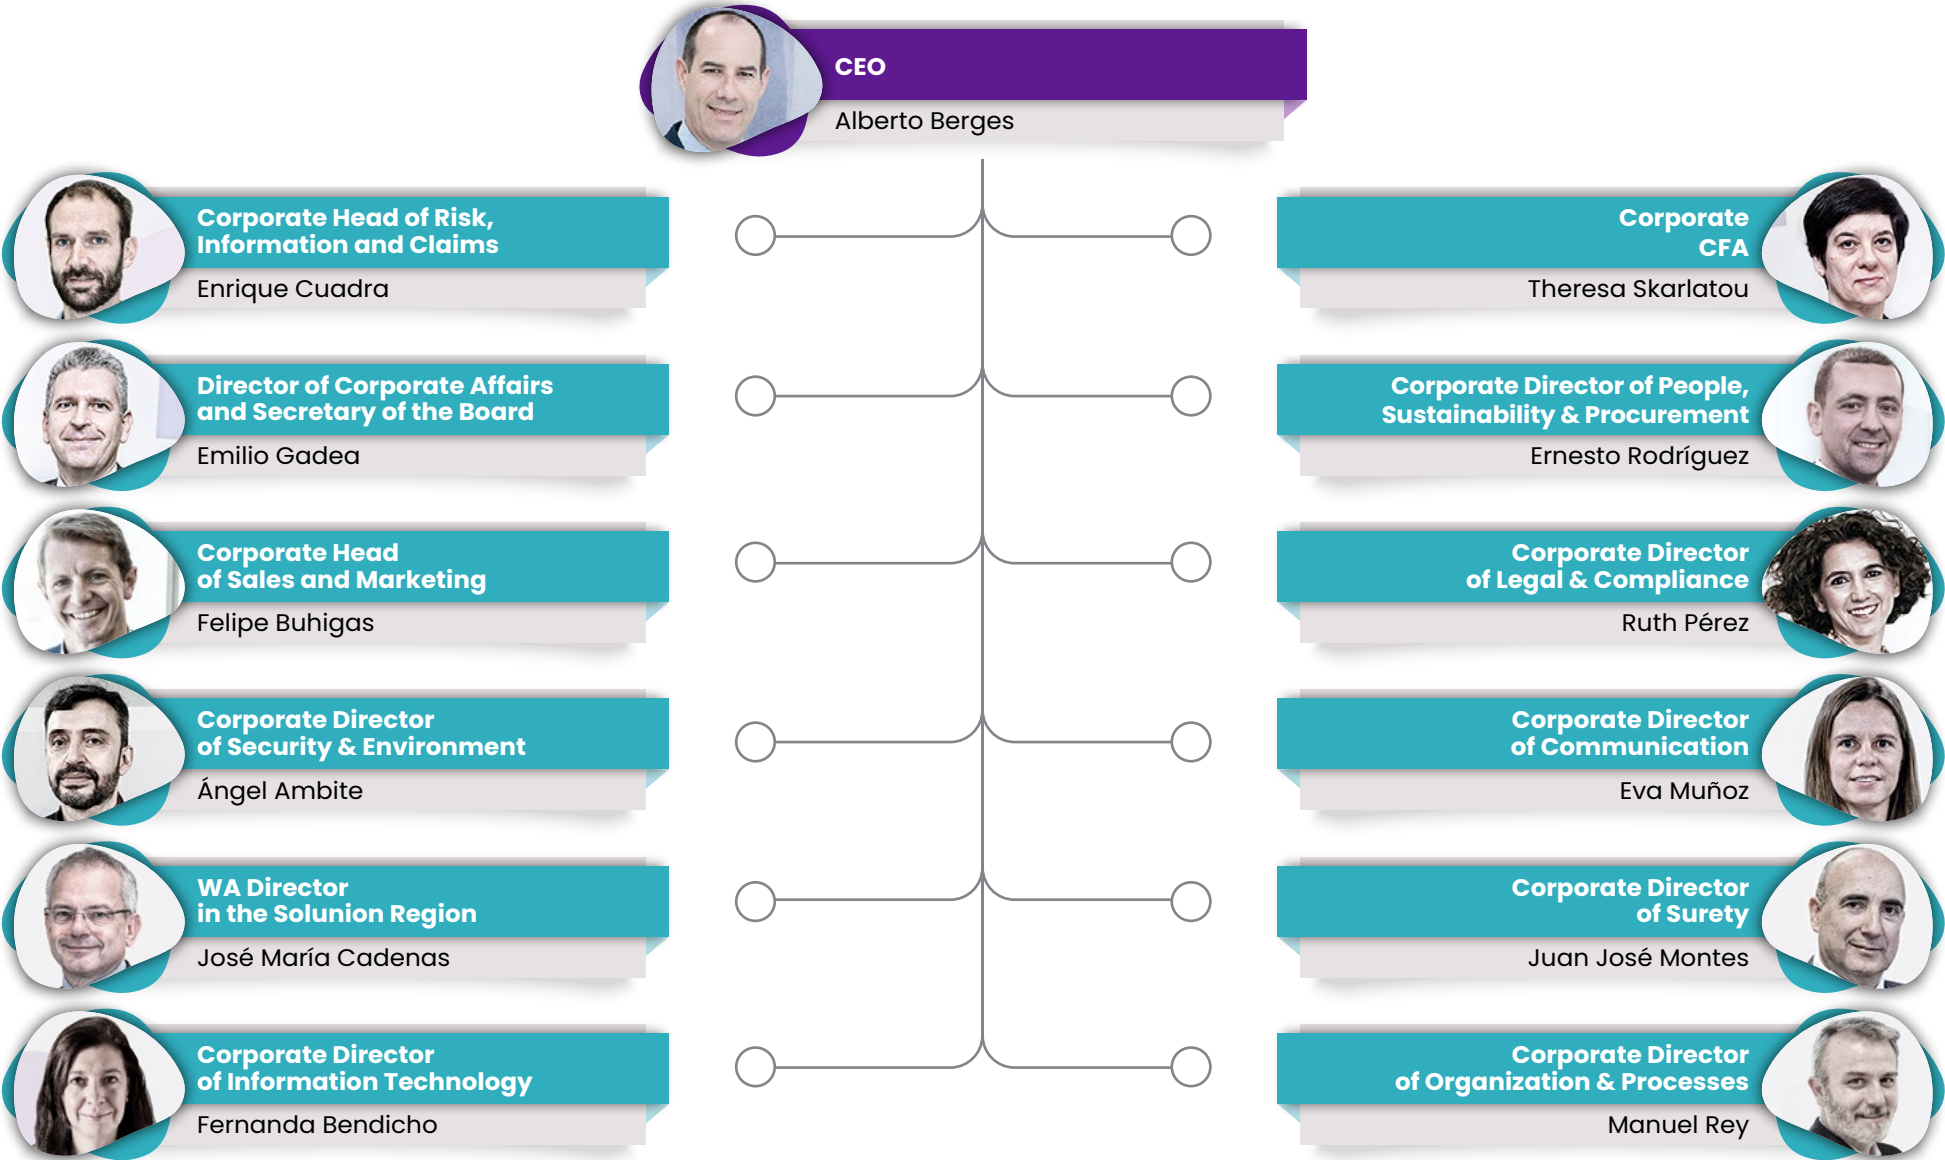 CEO
Alberto Berges
Corporate Head of Risk,
Information and Claims
Enrique Cuadra
Director of Corporate Affairs
and Secretary of the Board
Emilio Gadea
Corporate Head
of Sales and Marketing
Felipe Buhigas
Corporate Director
of Security & Environment
Ángel Ambite
WA Director
in the Solunion Region
José María Cadenas
Corporate Director
of Information Technology
Fernanda Bendicho
Corporate
CFA
Theresa Skarlatou
Corporate Director of People,
Sustainability & Procurement
Ernesto Rodríguez
Corporate Director
of Legal & Compliance
Ruth Pérez
Corporate Director
of Communication
Eva Muñoz
Corporate Director
of Surety
Juan José Montes
Corporate Director
of Organization & Processes
Manuel Rey